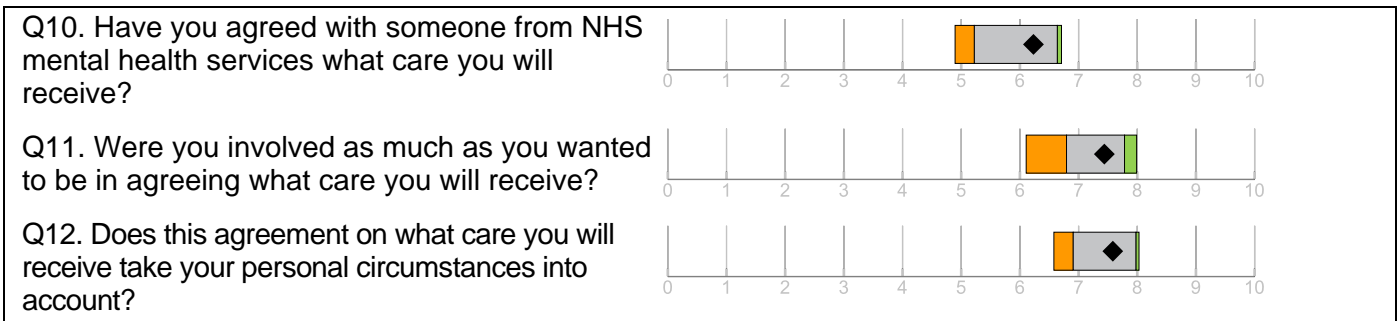 Q10. Have you agreed with someone from NHS
mental health services what care you will
receive?
0 1 2 3 4 5 6 7 8 9 10
Q11. Were you involved as much as you wanted
to be in agreeing what care you will receive?
0 1 2 3 4 5 6 7 8 9 10
Q12. Does this agreement on what care you will
receive take your personal circumstances into
account?
0 1 2 3 4 5 6 7 8 9 10